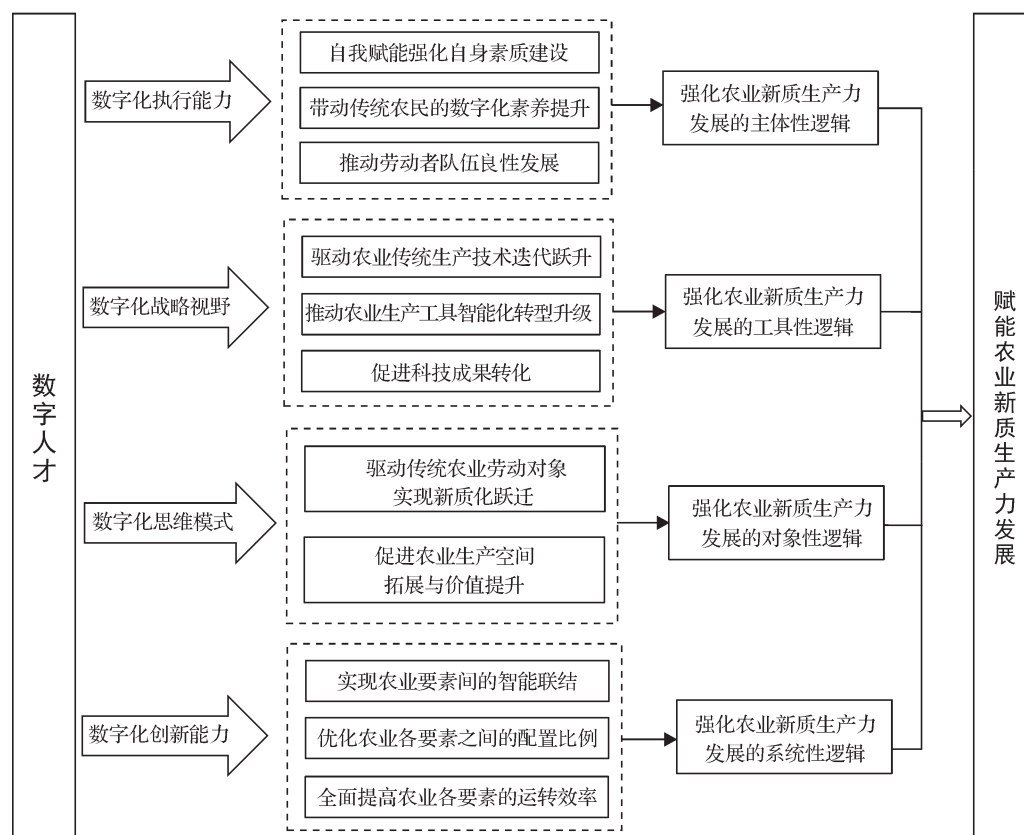 数字人才
数字化执行能力
自我赋能强化自身素质建设
带动传统农民的数字化素养提升
推动劳动者队伍良性发展
强化农业新质生产力
发展的主体性逻辑
数字化战略视野
驱动农业传统生产技术迭代跃升
推动农业生产工具智能化转型升级
促进科技成果转化
强化农业新质生产力
发展的工具性逻辑
数字化思维模式
驱动传统农业劳动对象
实现新质化跃迁
促进农业生产空间
拓展与价值提升
强化农业新质生产力
发展的对象性逻辑
数字化创新能力
实现农业要素间的智能联结
优化农业各要素之间的配置比例
全面提高农业各要素的运转效率
强化农业新质生产力
发展的系统性逻辑
赋能农业新质生产力发展